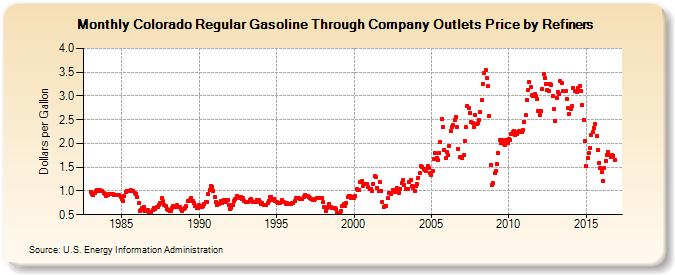 Monthly Colorado Regular Gasoline Through Company Outlets Price by Refiners
Dollars per Gallon
4.0
3.5
3.0
2.5
2.0
1.5
1.0
0.5
1985 1990 1995 2000 2005 2010 2015
Source: U.S. Energy Information Administration